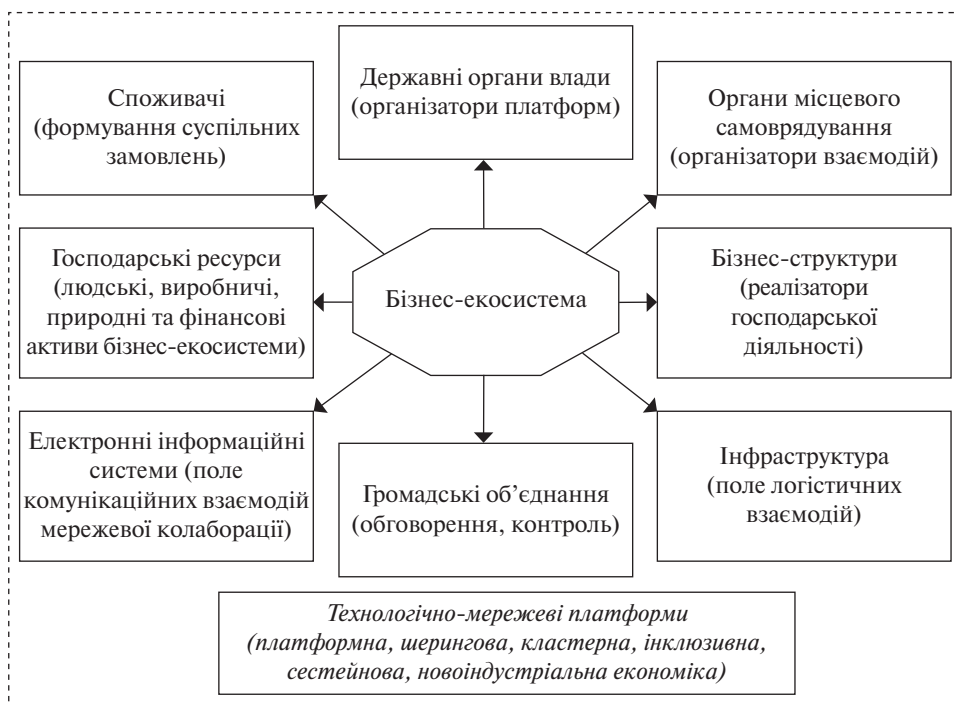 Споживачі
(формування суспільних
замовлень)
Державні органи влади
(організатори платформ)
Органи місцевого
самоврядування
(організатори взаємодій)
Господарські ресурси
(людські, виробничі,
природні та фінансові
активи бізнес-екосистеми)
Бізнес-екосистема
Бізнес-структури
(реалізатори
господарської
діяльності)
Електронні інформаційні
системи (поле
комунікаційних взаємодій
мережевої колаборації)
Громадські об’єднання
(обговорення, контроль)
Інфраструктура
(поле логістичних
взаємодій)
Технологічно-мережеві платформи
(платформна, шерингова, кластерна, інклюзивна,
сестейнова, новоіндустріальна економіка)